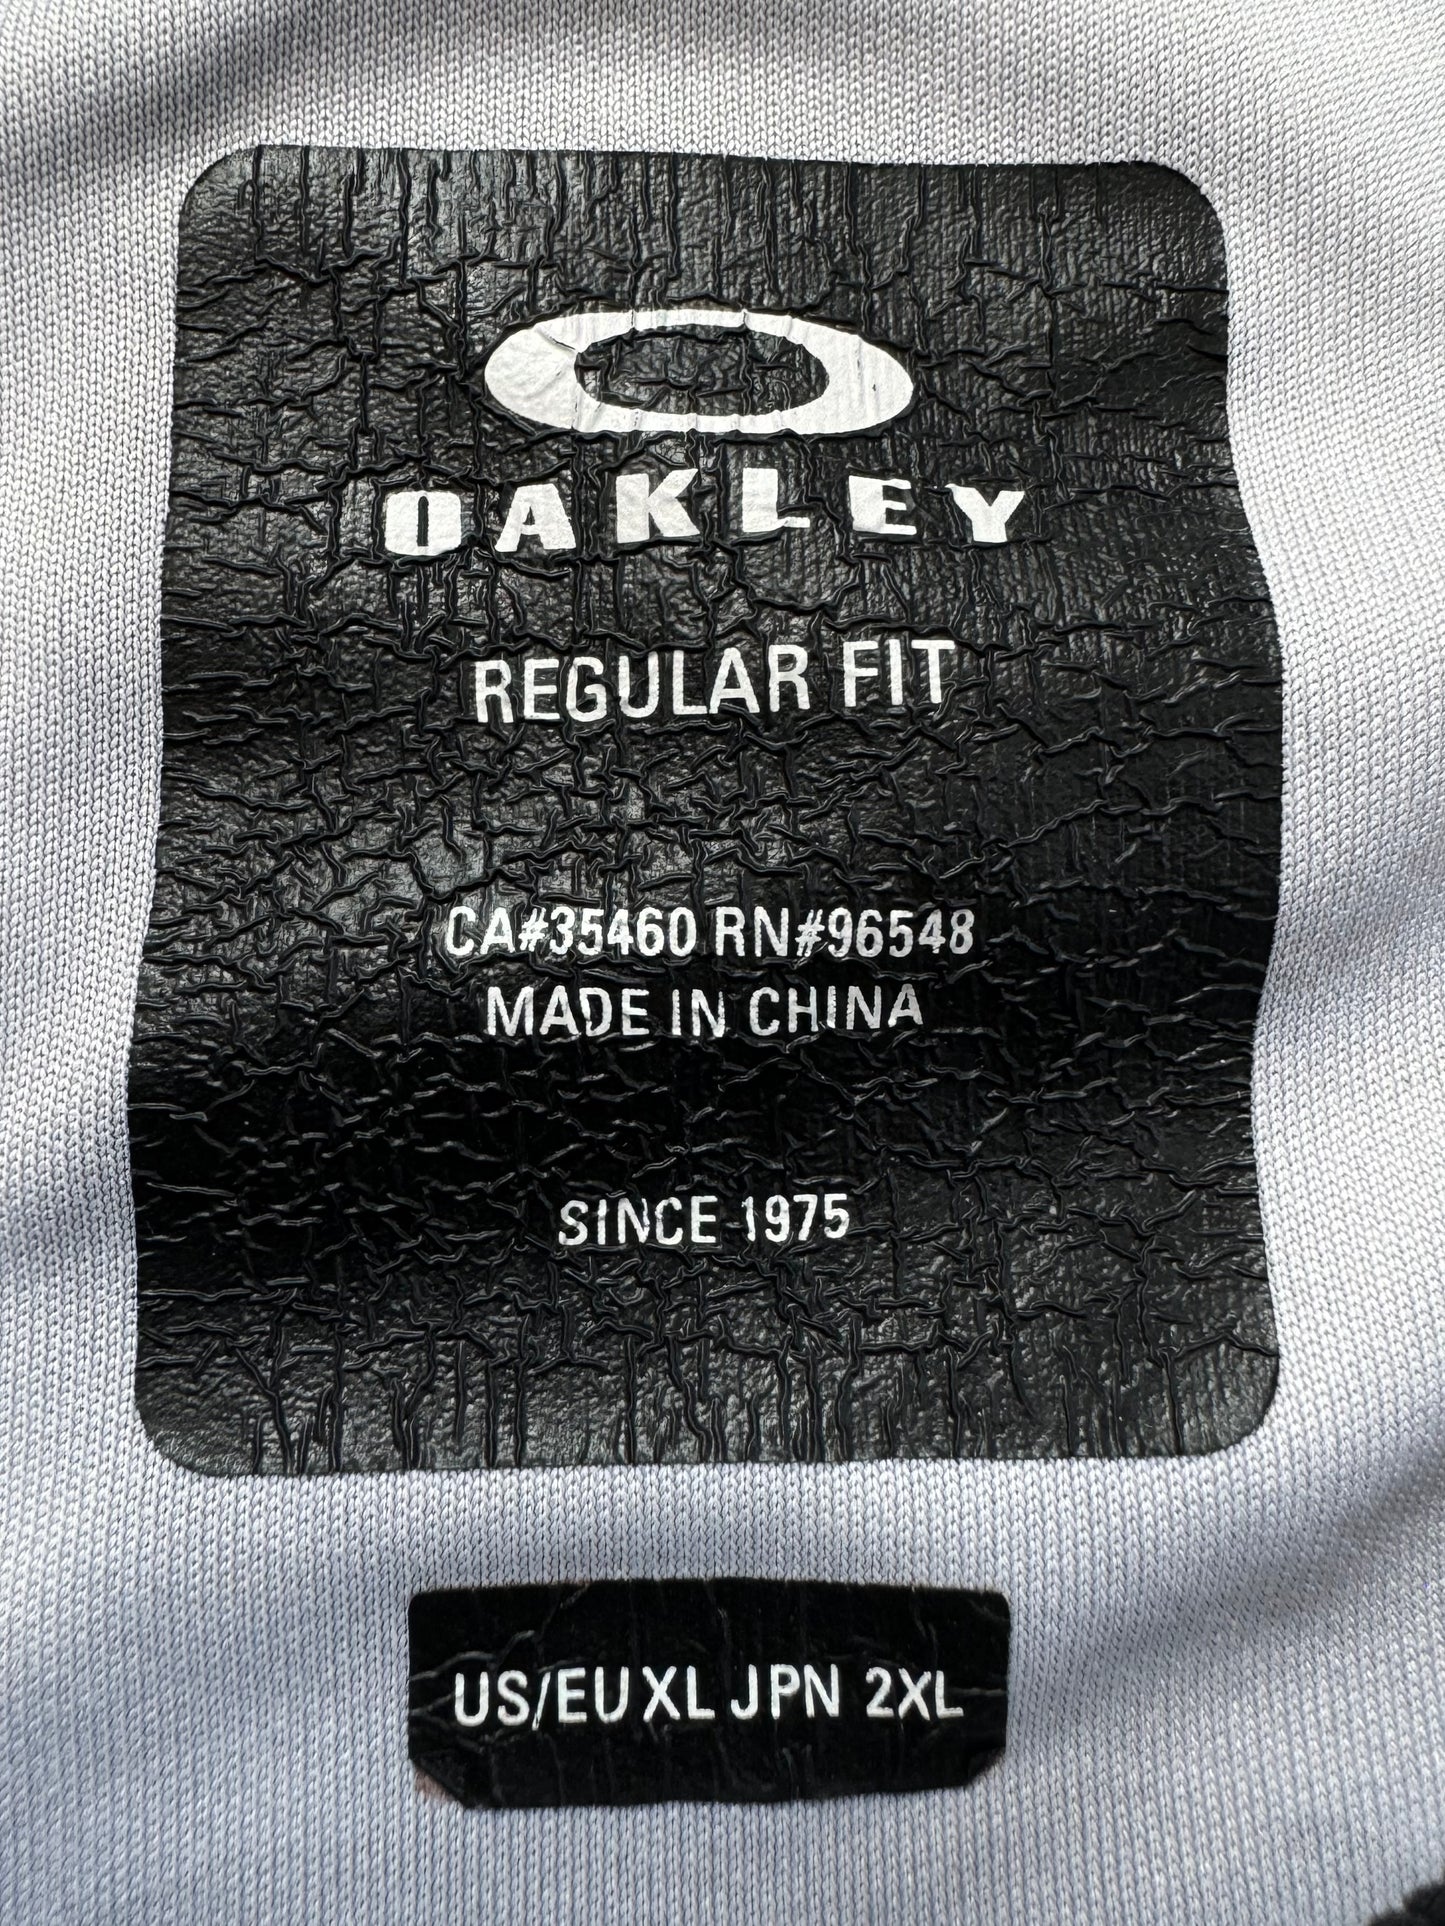 OAKLEY
REGULAR FIT
CA#35460 RN#96548
MADE IN CHINA
SINCE 1975
US/EU XL JPN 2XL